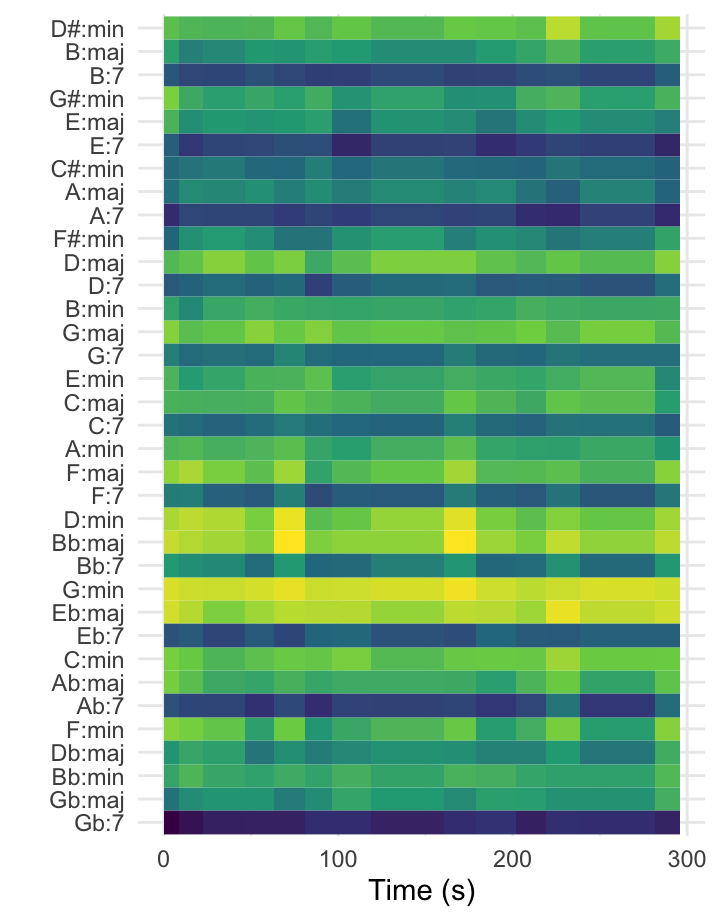 D#:min
B:maj
B:7
G#:min
E:maj
E:7
C#:min
A:maj
A:7
F#:min
D:maj
D:7
B:min
G:maj
G:7
E:min
C:maj
C:7
A:min
F:maj
F:7
D:min
Bb:maj
Bb:7
G:min
Eb:maj
Eb:7
C:min
Ab:maj
Ab:7
F:min
Db:maj
Bb:min
Gb:maj
Gb:7
0 100 200 300
Time (s)